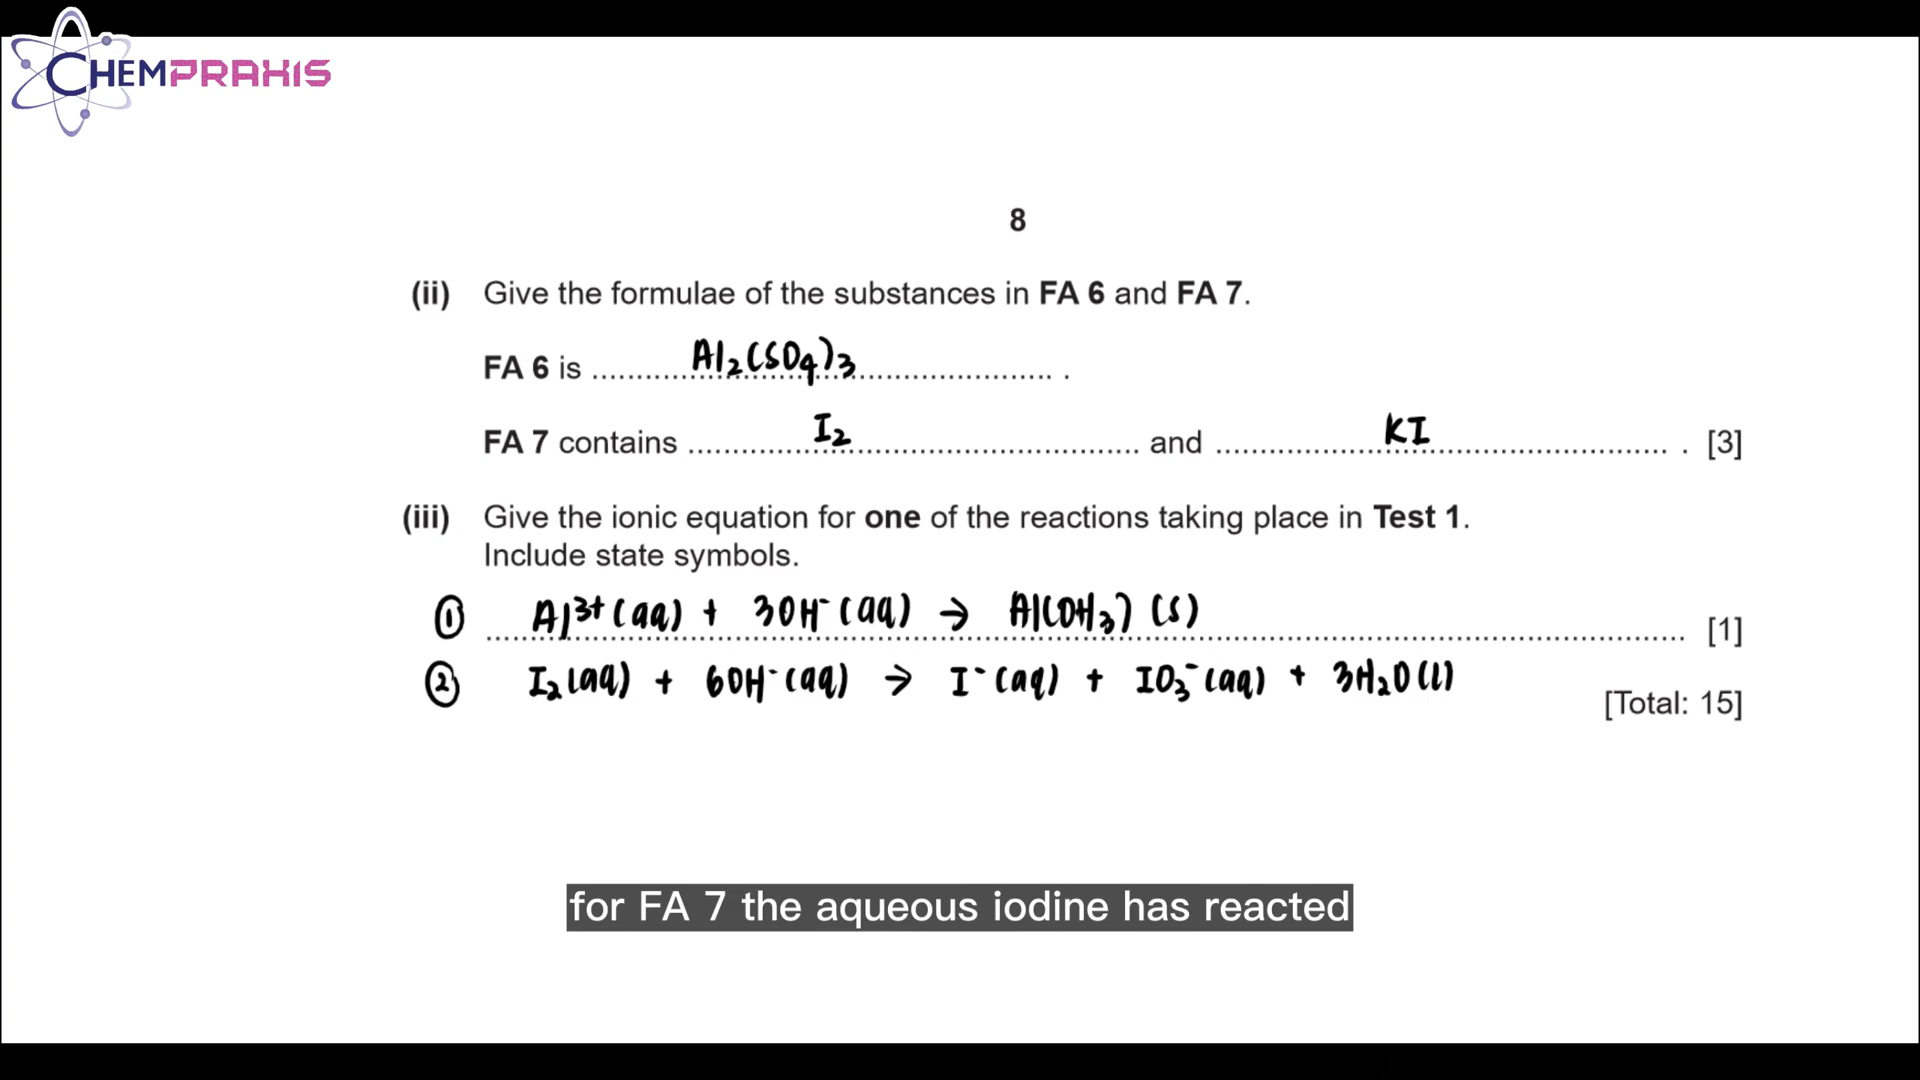 CHEMPRAXIS
8
(ii) Give the formulae of the substances in FA 6 and FA 7.
FA 6 is Al₂(SO₄)₃ .
FA 7 contains I₂ and KI . [3]
(iii) Give the ionic equation for one of the reactions taking place in Test 1.
Include state symbols.
① Al³⁺(aq) + 3OH⁻(aq) → Al(OH₃) (s) [1]
② I₂(aq) + 6OH⁻(aq) → I⁻(aq) + IO₃⁻(aq) + 3H₂O(l)
[Total: 15]
for FA 7 the aqueous iodine has reacted